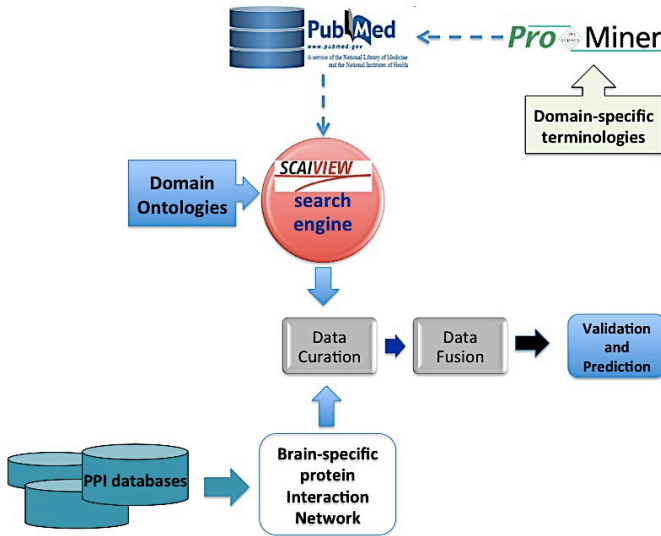 PubMed
www.pubmed.gov
A service of the National Library of Medicine
and the National Institutes of Health
Pro Miner
Domain-specific
terminologies
SCAIVIEW
search
engine
Domain
Ontologies
Data
Curation
Data
Fusion
Validation
and
Prediction
PPI databases
Brain-specific
protein
Interaction
Network